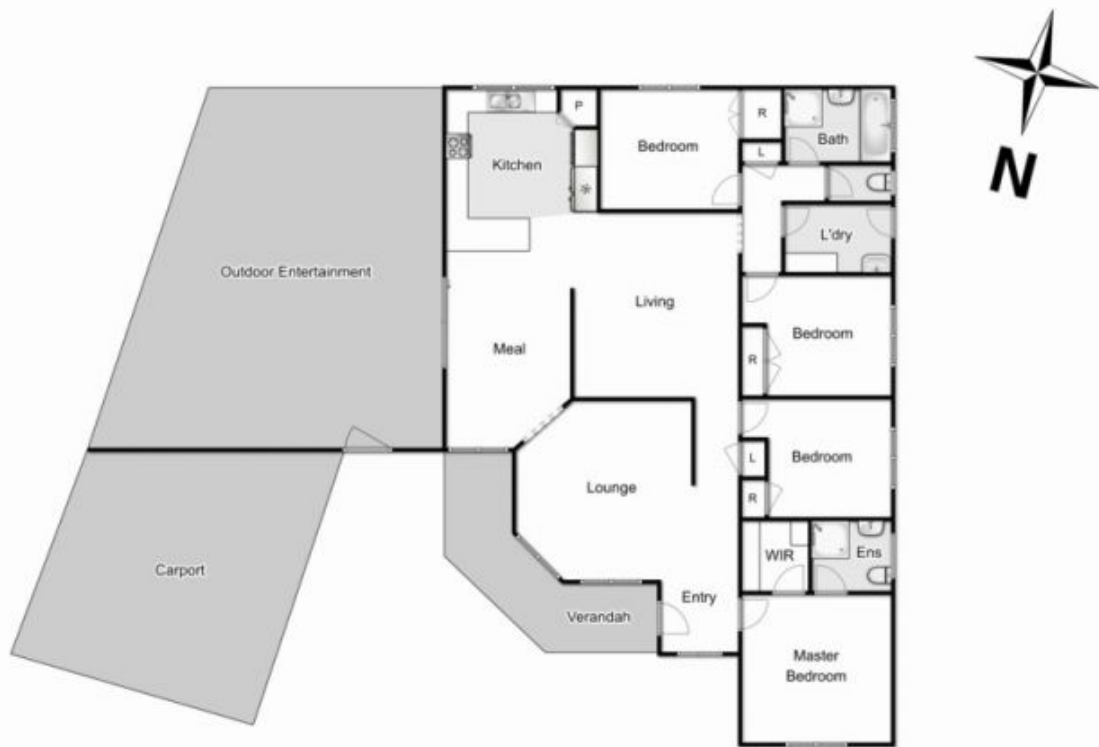 P
R
Bedroom
Bath
Kitchen
L
N
L'dry
Outdoor Entertainment
Living
Bedroom
Meal
R
Bedroom
L
Lounge
R
WIR
Ens
Carport
Entry
Verandah
Master
Bedroom